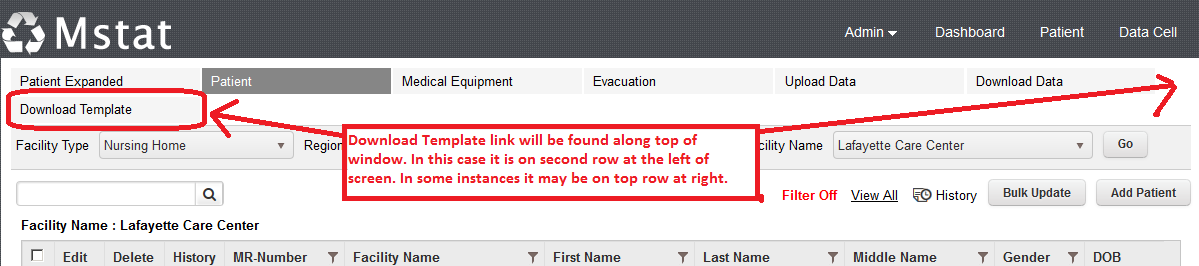 Mstat
Admin Dashboard Patient Data Cell
Patient Expanded Patient Medical Equipment Evacuation Upload Data Download Data
Download Template
Download Template link will be found along top of
window. In this case it is on second row at the left of
screen. In some instances it may be on top row at right.
Facility Type Nursing Home Region Name Lafayette Care Center Go
Filter Off View All History Bulk Update Add Patient
Facility Name : Lafayette Care Center
Edit Delete History MR-Number Facility Name First Name Last Name Middle Name Gender DOB